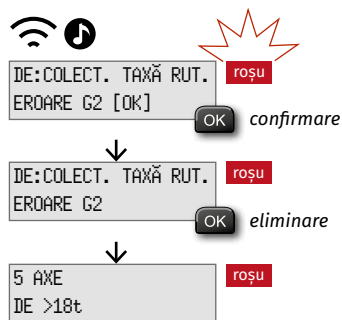 DE:COLECT. TAXĂ RUT. roșu
EROARE G2 [OK]
OK confirmare
DE:COLECT. TAXĂ RUT. roșu
EROARE G2
OK eliminare
5 AXE roșu
DE >18t